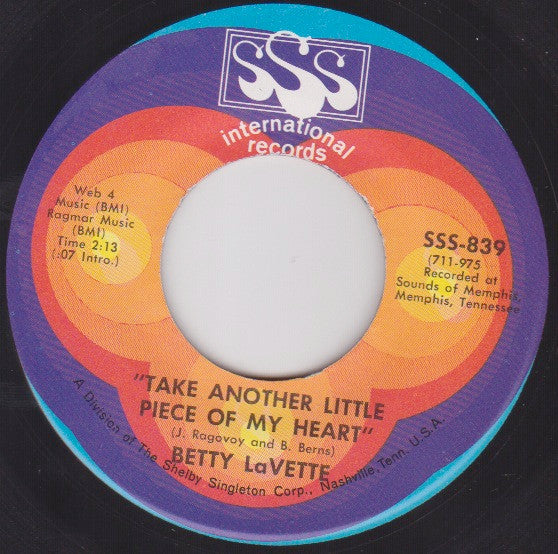 SSS
international
records
Web 4
Music (BMI)
Ragmar Music
(BMI)
Time 2:13
(:07 Intro.)
SSS-839
(711-975
Recorded at
Sounds of Memphis,
Memphis, Tennessee
"TAKE ANOTHER LITTLE
PIECE OF MY HEART"
(J. Ragovoy and B. Berns)
BETTY LaVETTE
A Division of The Shelby Singleton Corp., Nashville, Tenn. U.S.A.